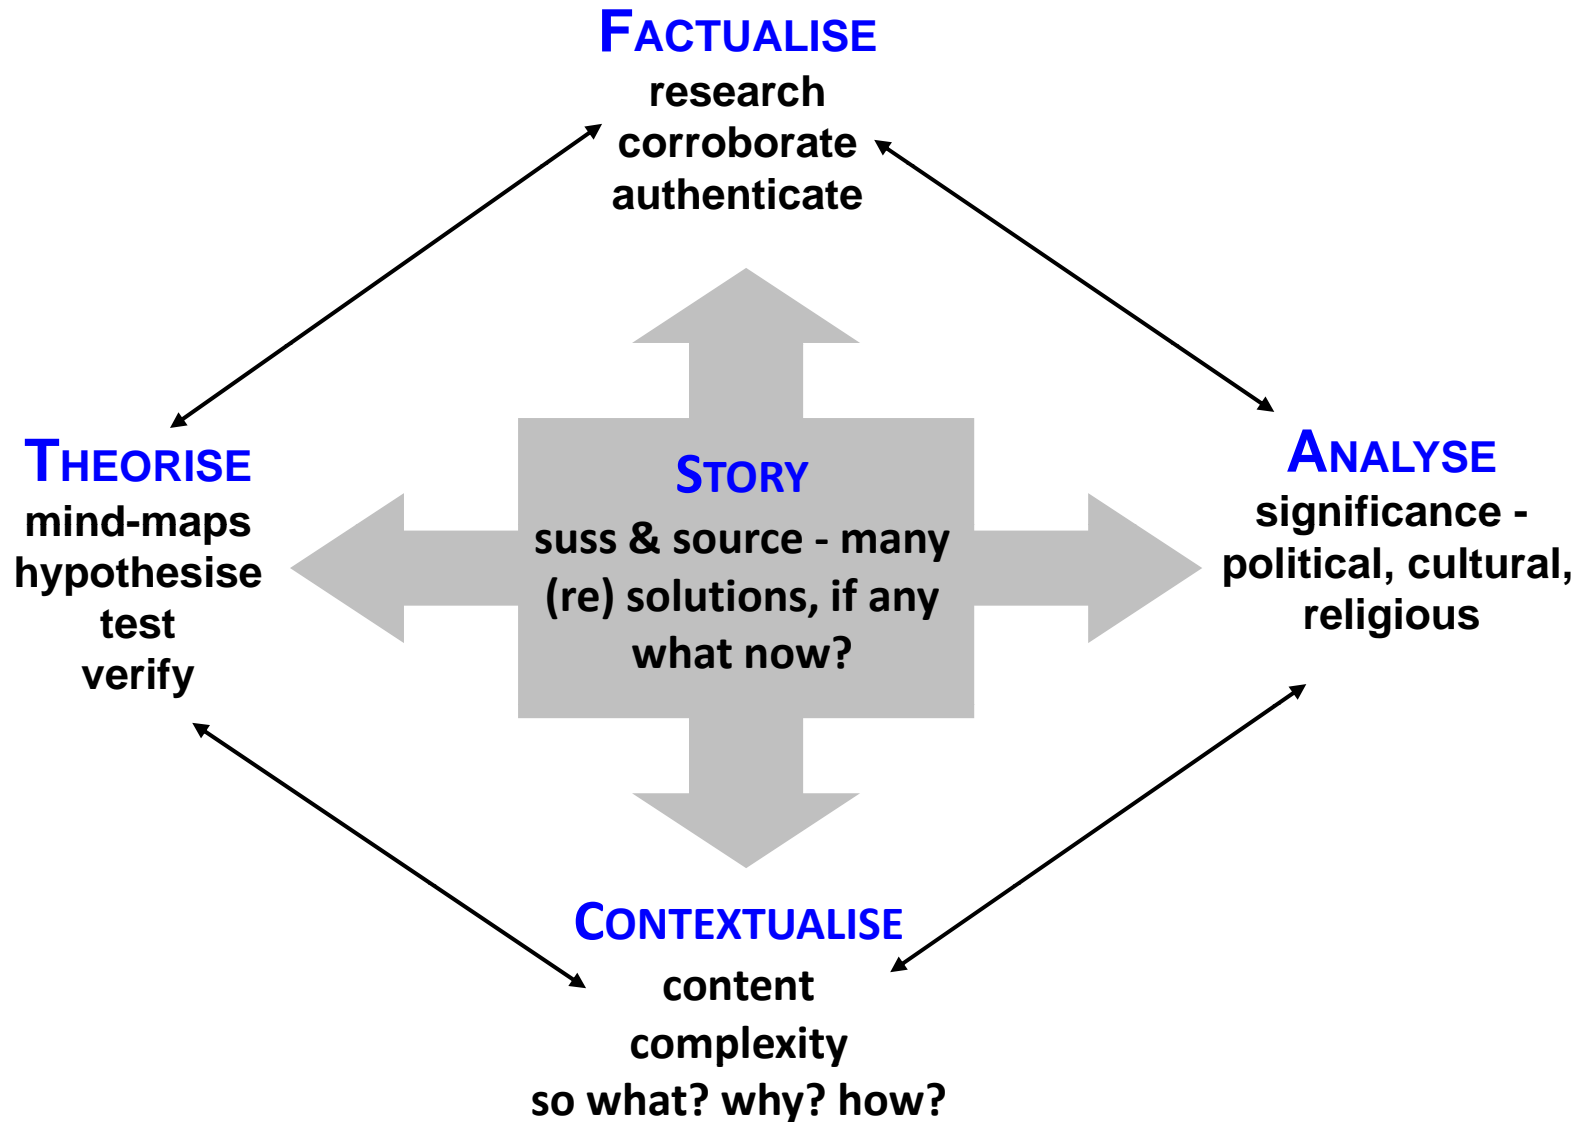 FACTUALISE
research
corroborate
authenticate
THEORISE
mind-maps
hypothesise
test
verify
STORY
suss & source - many
(re) solutions, if any
what now?
ANALYSE
significance -
political, cultural,
religious
CONTEXTUALISE
content
complexity
so what? why? how?